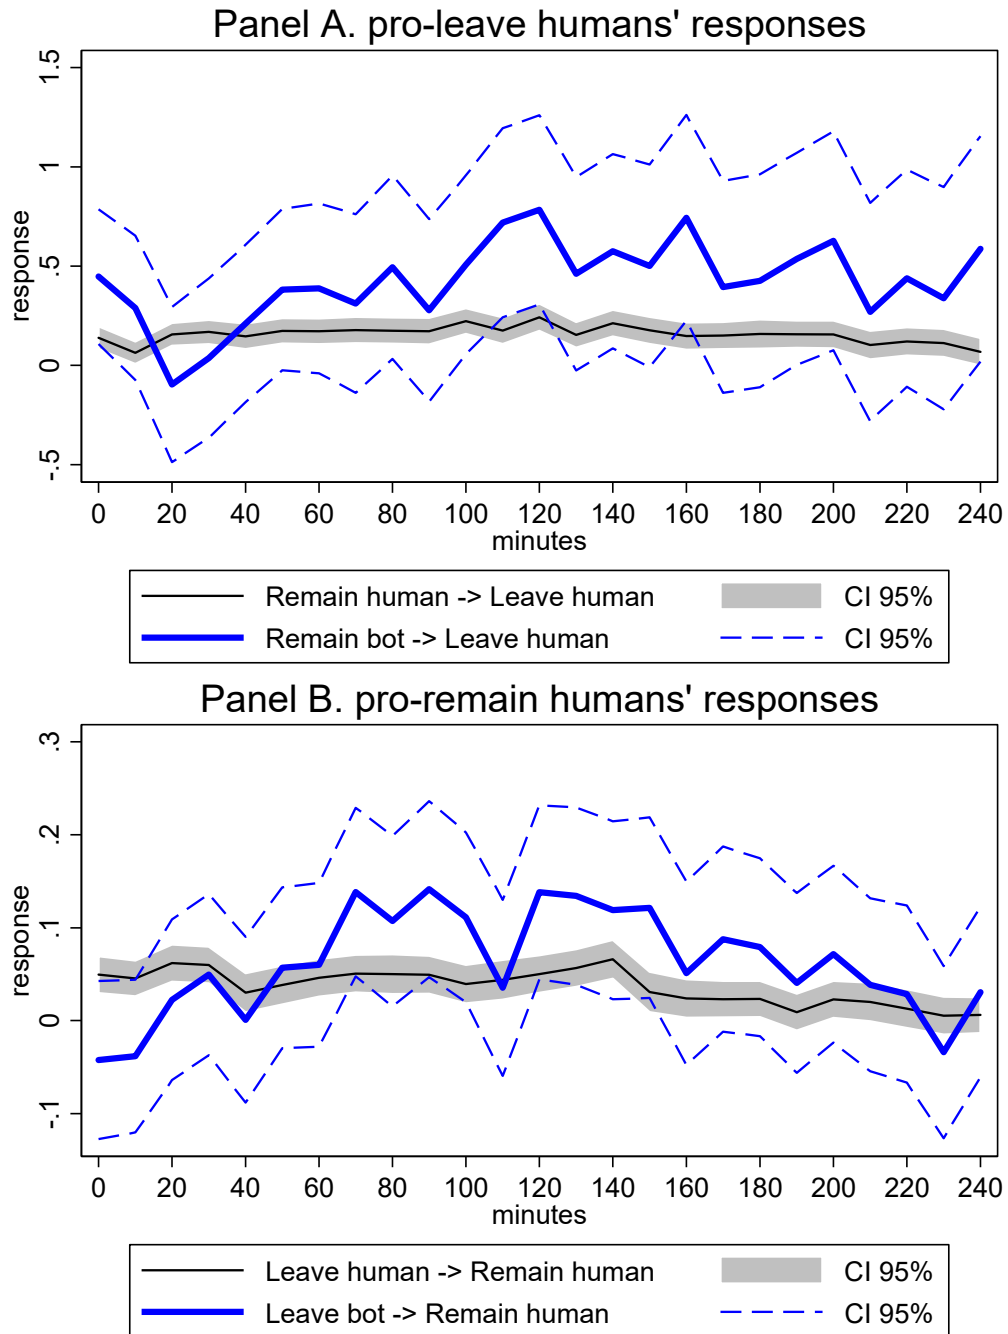 Panel A. pro-leave humans' responses
1.5
1
.5
0
-.5
response
0 20 40 60 80 100 120 140 160 180 200 220 240
minutes
Remain human -> Leave human CI 95%
Remain bot -> Leave human CI 95%
Panel B. pro-remain humans' responses
.3
.2
.1
0
-.1
response
0 20 40 60 80 100 120 140 160 180 200 220 240
minutes
Leave human -> Remain human CI 95%
Leave bot -> Remain human CI 95%